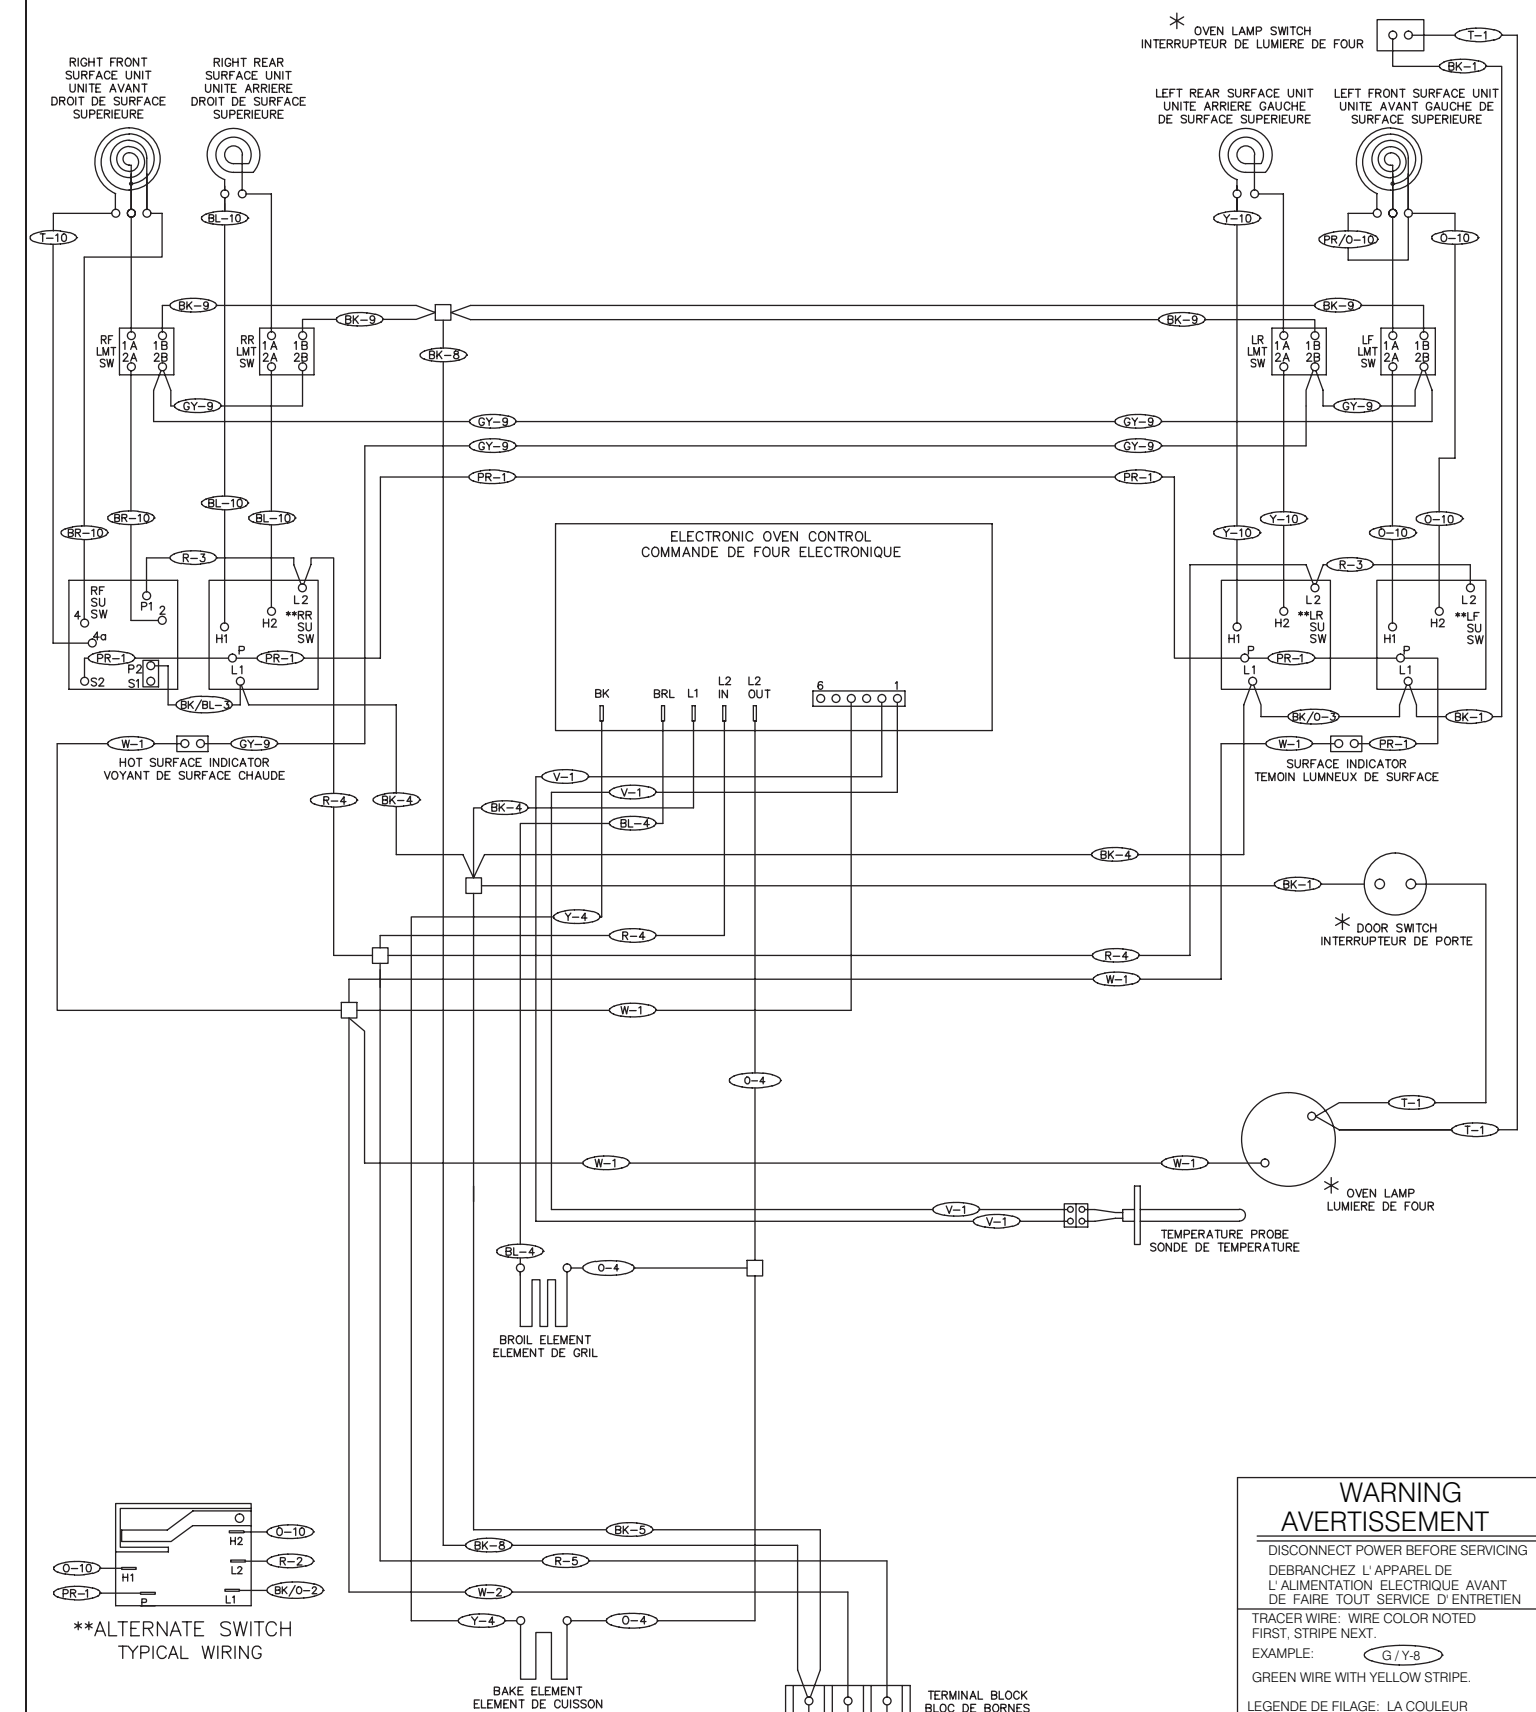 OVEN LAMP SWITCH
INTERRUPTEUR DE LUMIERE DE FOUR
T-1
BK-1
RIGHT FRONT
SURFACE UNIT
UNITE AVANT
DROIT DE SURFACE
SUPERIEURE
RIGHT REAR
SURFACE UNIT
UNITE ARRIERE
DROIT DE SURFACE
SUPERIEURE
LEFT REAR SURFACE UNIT
UNITE ARRIERE GAUCHE
DE SURFACE SUPERIEURE
LEFT FRONT SURFACE UNIT
UNITE AVANT GAUCHE DE
SURFACE SUPERIEURE
T-10
BL-10
Y-10
PR/O-10
O-10
BK-9
BK-9
BK-9
BK-9
BK-8
RF
LMT
SW
1A 1B
2A 2B
RR
LMT
SW
1A 1B
2A 2B
LR
LMT
SW
1A 1B
2A 2B
LF
LMT
SW
1A 1B
2A 2B
GY-9
GY-9
GY-9
GY-9
GY-9
GY-9
PR-1
PR-1
BR-10
BR-10
BL-10
BL-10
Y-10
Y-10
O-10
O-10
ELECTRONIC OVEN CONTROL
COMMANDE DE FOUR ELECTRONIQUE
R-3
R-3
RF
SU
SW
P1
2
4
4a
PR-1
P2
S1
S2
L2
**RR
SU
SW
H1
H2
P
L1
PR-1
BK/BL-3
L2
**LR
SU
SW
H1
H2
P
L1
PR-1
L2
**LF
SU
SW
H1
H2
P
L1
BK/O-3
BK-1
BK
BRL
L1
L2
IN
L2
OUT
6
1
W-1
GY-9
HOT SURFACE INDICATOR
VOYANT DE SURFACE CHAUDE
W-1
PR-1
SURFACE INDICATOR
TEMOIN LUMNEUX DE SURFACE
V-1
V-1
R-4
BK-4
BK-4
BL-4
BK-4
BK-1
DOOR SWITCH
INTERRUPTEUR DE PORTE
Y-4
R-4
R-4
W-1
W-1
O-4
T-1
T-1
W-1
W-1
OVEN LAMP
LUMIERE DE FOUR
V-1
V-1
TEMPERATURE PROBE
SONDE DE TEMPERATURE
BL-4
O-4
BROIL ELEMENT
ELEMENT DE GRIL
BK-5
BK-8
R-5
W-2
Y-4
O-4
BAKE ELEMENT
ELEMENT DE CUISSON
TERMINAL BLOCK
BLOC DE BORNES
H2
O-10
L2
R-2
L1
BK/O-2
O-10
H1
PR-1
P
**ALTERNATE SWITCH
TYPICAL WIRING
WARNING
AVERTISSEMENT
DISCONNECT POWER BEFORE SERVICING
DEBRANCHEZ L' APPAREL DE
L' ALIMENTATION ELECTRIQUE AVANT
DE FAIRE TOUT SERVICE D' ENTRETIEN
TRACER WIRE: WIRE COLOR NOTED
FIRST, STRIPE NEXT.
EXAMPLE: G / Y-8
GREEN WIRE WITH YELLOW STRIPE.
LEGENDE DE FILAGE: LA COULEUR